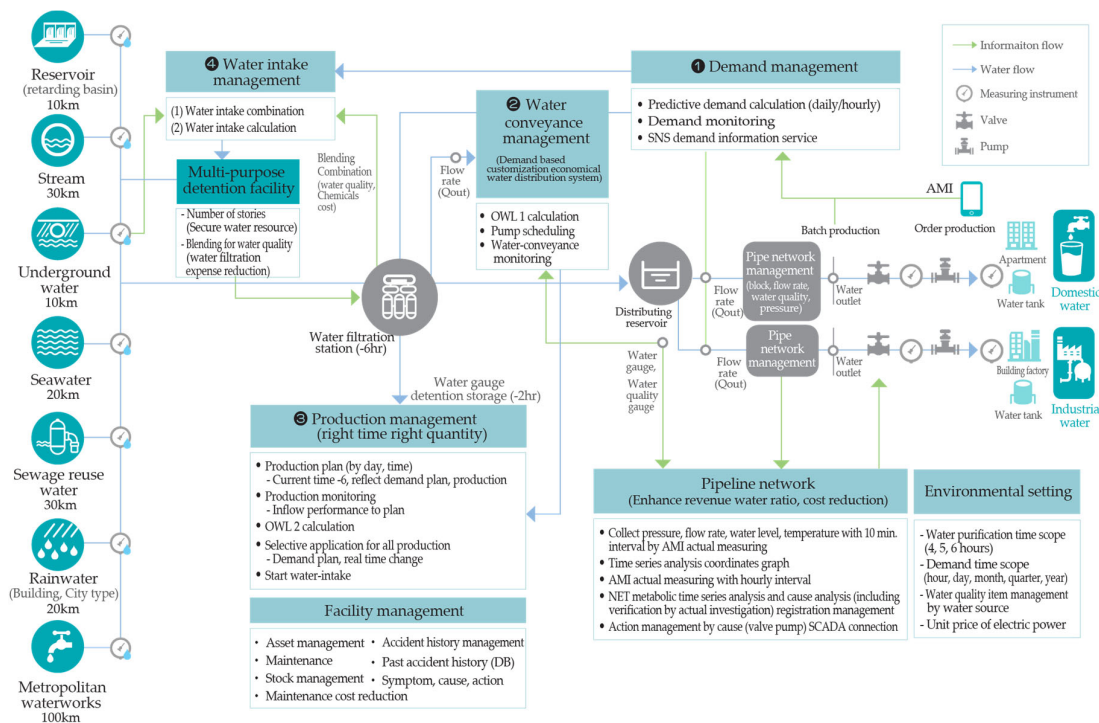 Reservoir
(retarding basin)
10km
Stream
30km
Underground
water
10km
Seawater
20km
Sewage reuse
water
30km
Rainwater
(Building, City type)
20km
Metropolitan
waterworks
100km
❹ Water intake
management
(1) Water intake combination
(2) Water intake calculation
Multi-purpose
detention facility
- Number of stories
(Secure water resource)
- Blending for water quality
(water filtration
expense reduction)
Blending
Combination
(water quality,
Chemicals
cost)
Water filtration
station (-6hr)
Flow
rate
(Qout)
❷ Water
conveyance
management
(Demand based
customization economical
water distribution system)
• OWL 1 calculation
• Pump scheduling
• Water-conveyance
monitoring
❶ Demand management
• Predictive demand calculation (daily/hourly)
• Demand monitoring
• SNS demand information service
Informaiton flow
Water flow
Measuring instrument
Valve
Pump
AMI
Batch production
Order production
Distributing
reservoir
Flow
rate
(Qout)
Pipe network
management
(block, flow rate,
water quality,
pressure)
Water
outlet
Apartment
Water tank
Domestic
water
Flow
rate
(Qout)
Pipe
network
management
Water
outlet
Building factory
Water tank
Industrial
water
Water
gauge,
Water
quality
gauge
Water gauge
detention storage (-2hr)
❸ Production management
(right time right quantity)
• Production plan (by day, time)
- Current time -6, reflect demand plan, production
• Production monitoring
- Inflow performance to plan
• OWL 2 calculation
• Selective application for all production
- Demand plan, real time change
• Start water-intake
Facility management
• Asset management
• Maintenance
• Stock management
• Maintenance cost reduction
• Accident history management
• Past accident history (DB)
• Symptom, cause, action
Pipeline network
(Enhance revenue water ratio, cost reduction)
• Collect pressure, flow rate, water level, temperature with 10 min.
interval by AMI actual measuring
• Time series analysis coordinates graph
• AMI actual measuring with hourly interval
• NET metabolic time series analysis and cause analysis (including
verification by actual investigation) registration management
• Action management by cause (valve pump) SCADA connection
Environmental setting
- Water purification time scope
(4, 5, 6 hours)
- Demand time scope
(hour, day, month, quarter, year)
- Water quality item management
by water source
- Unit price of electric power